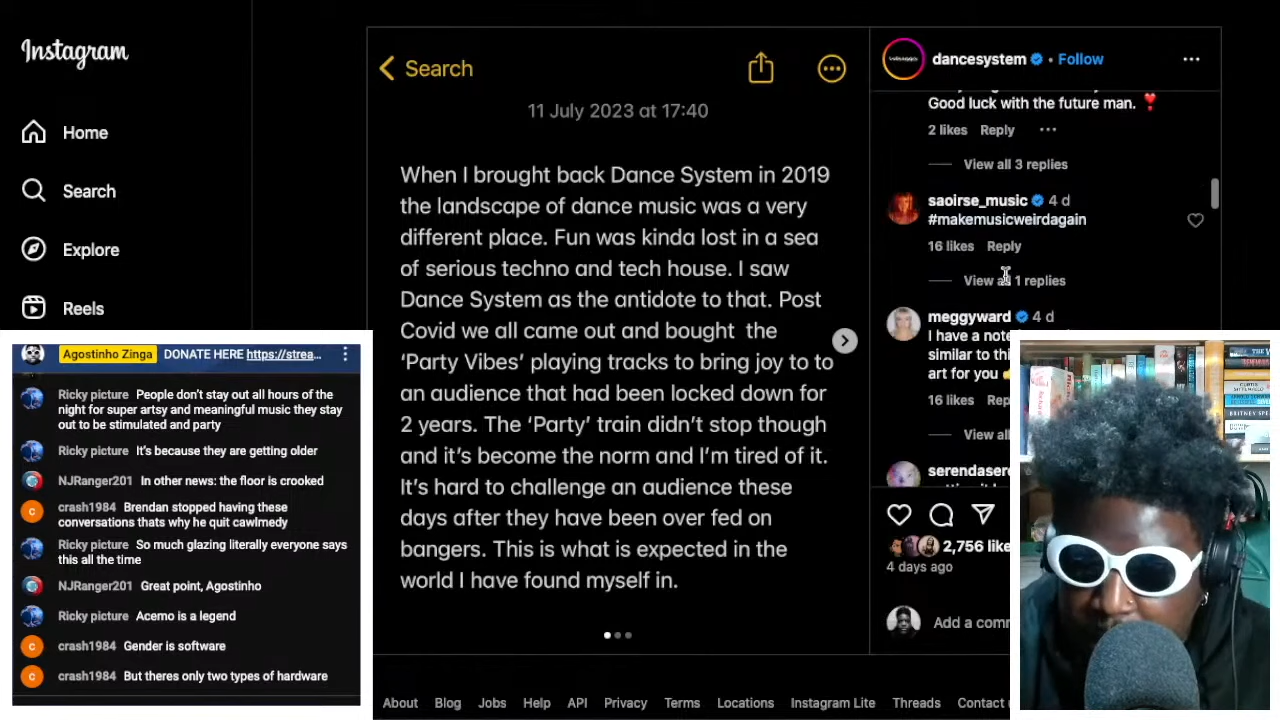 Instagram
Home
Search
Explore
Reels
Search
11 July 2023 at 17:40
When I brought back Dance System in 2019
the landscape of dance music was a very
different place. Fun was kinda lost in a sea
of serious techno and tech house. I saw
Dance System as the antidote to that. Post
Covid we all came out and bought the
‘Party Vibes’ playing tracks to bring joy to to
an audience that had been locked down for
2 years. The ‘Party’ train didn’t stop though
and it’s become the norm and I’m tired of it.
It’s hard to challenge an audience these
days after they have been over fed on
bangers. This is what is expected in the
world I have found myself in.
dancesystem • Follow
Good luck with the future man. ❣️
2 likes Reply
View all 3 replies
saoirse_music 4 d
#makemusicweirdagain
16 likes Reply
View all 1 replies
meggyward 4 d
I have a note
similar to thi
art for you
16 likes Rep
View all
serendasere
2,756 like
4 days ago
Add a comm
Agostinho Zinga DONATE HERE https://strea...
Ricky picture People don’t stay out all hours of the
night for super artsy and meaningful music they stay
out to be stimulated and party
Ricky picture It’s because they are getting older
NJRanger201 In other news: the floor is crooked
crash1984 Brendan stopped having these
conversations thats why he quit cawlmedy
Ricky picture So much glazing literally everyone says
this all the time
NJRanger201 Great point, Agostinho
Ricky picture Acemo is a legend
crash1984 Gender is software
crash1984 But theres only two types of hardware
About Blog Jobs Help API Privacy Terms Locations Instagram Lite Threads Contact
CURTIS
SITTENFELD
BRITNEY SPEA